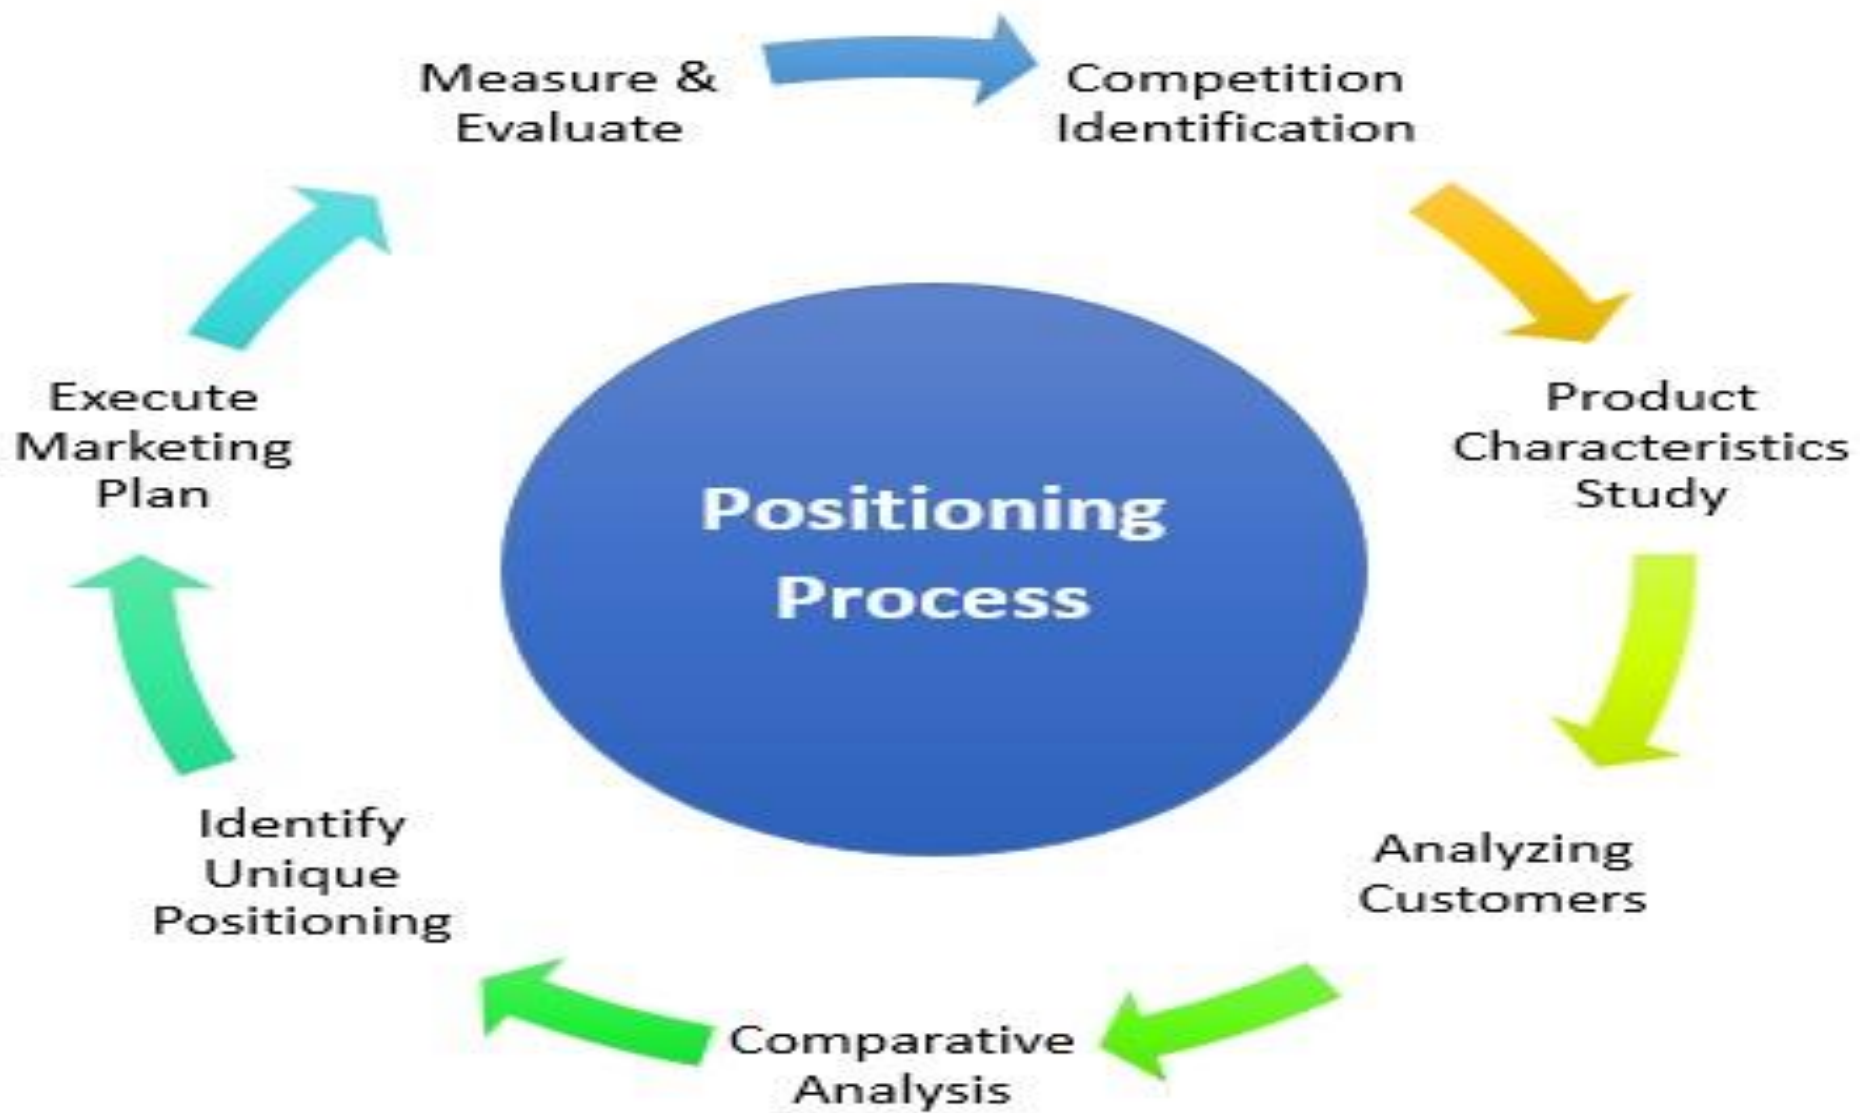 Measure &
Evaluate
Competition
Identification
Product
Characteristics
Study
Analyzing
Customers
Comparative
Analysis
Identify
Unique
Positioning
Execute
Marketing
Plan
Positioning
Process